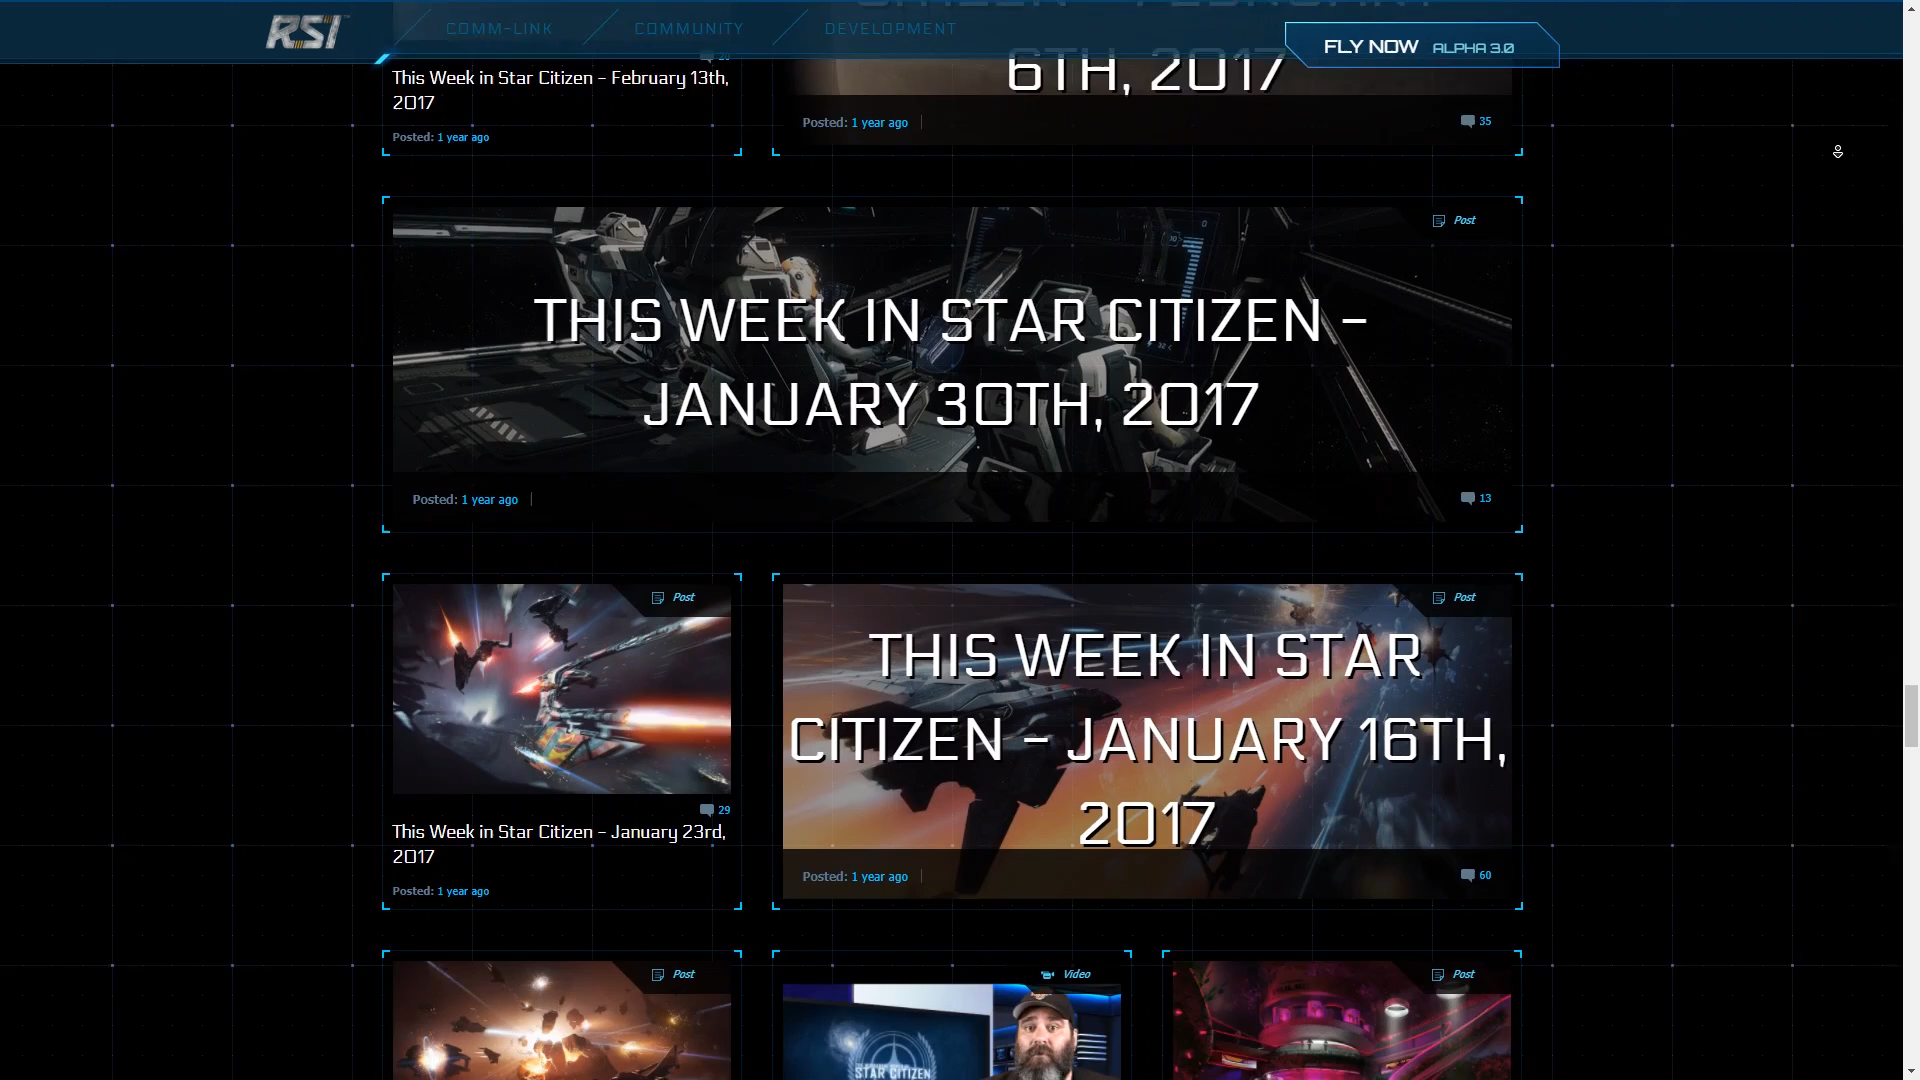 RSI
COMM-LINK
COMMUNITY
DEVELOPMENT
FLY NOW ALPHA 3.0
6TH, 2017
This Week in Star Citizen – February 13th,
2017
Posted: 1 year ago
Posted: 1 year ago
35
Post
THIS WEEK IN STAR CITIZEN –
JANUARY 30TH, 2017
Posted: 1 year ago
13
Post
29
This Week in Star Citizen – January 23rd,
2017
Posted: 1 year ago
Post
THIS WEEK IN STAR
CITIZEN – JANUARY 16TH,
2017
Posted: 1 year ago
60
Post
Video
STAR CITIZEN
Post